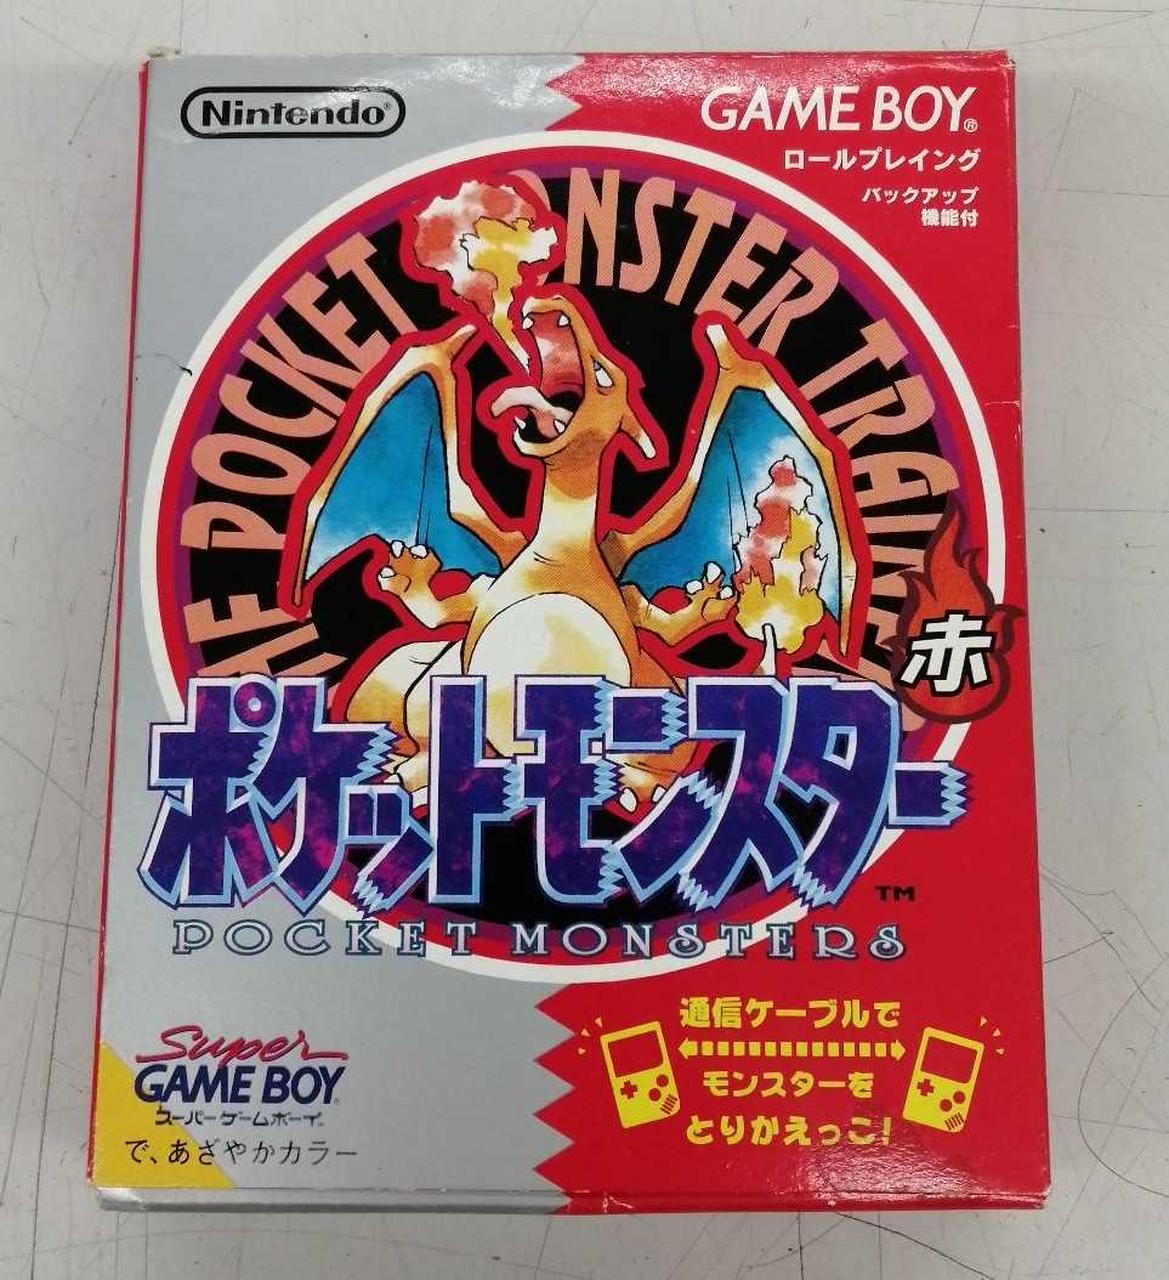 Nintendo®
GAME BOY®
ロールプレイング
バックアップ
機能付
POCKET MONSTER
赤
ポケットモンスター
TM
POCKET MONSTERS
通信ケーブルで
モンスターを
とりかえっこ!
Super
GAME BOY
スーパーゲームボーイ
で、あざやかカラー